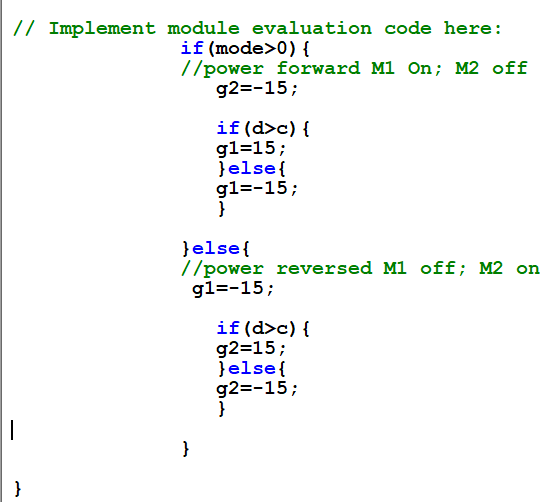 // Implement module evaluation code here:
if(mode>0){
//power forward M1 On; M2 off
g2=-15;
if(d>c){
g1=15;
}else{
g1=-15;
}
}else{
//power reversed M1 off; M2 on
g1=-15;
if(d>c){
g2=15;
}else{
g2=-15;
}
}
}